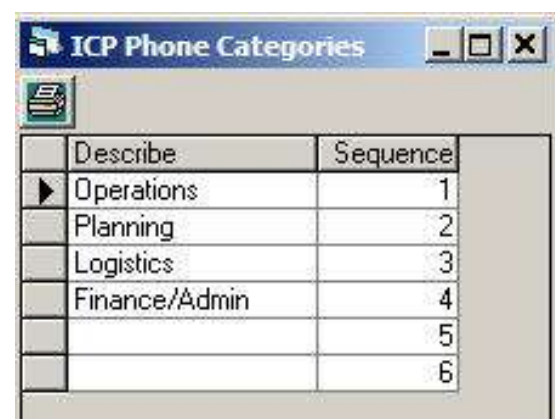 ICP Phone Categories
Describe Sequence
Operations 1
Planning 2
Logistics 3
Finance/Admin 4
5
6